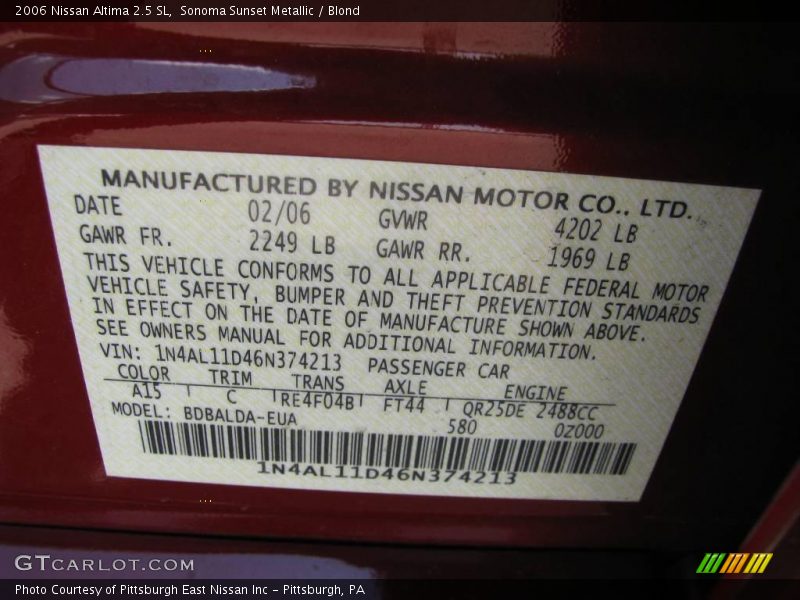 2006 Nissan Altima 2.5 SL,  Sonoma Sunset Metallic / Blond
MANUFACTURED BY NISSAN MOTOR CO., LTD.
DATE 02/06 GVWR 4202 LB
GAWR FR. 2249 LB GAWR RR. 1969 LB
THIS VEHICLE CONFORMS TO ALL APPLICABLE FEDERAL MOTOR
VEHICLE SAFETY, BUMPER AND THEFT PREVENTION STANDARDS
IN EFFECT ON THE DATE OF MANUFACTURE SHOWN ABOVE.
SEE OWNERS MANUAL FOR ADDITIONAL INFORMATION.
VIN: 1N4AL11D46N374213 PASSENGER CAR
COLOR TRIM TRANS AXLE ENGINE
A15 C RE4F04B FT44 QR25DE 2488CC
MODEL: BDBALDA-EUA 580 0Z000
1N4AL11D46N374213
GTCARLOT.COM
Photo Courtesy of Pittsburgh East Nissan Inc - Pittsburgh, PA